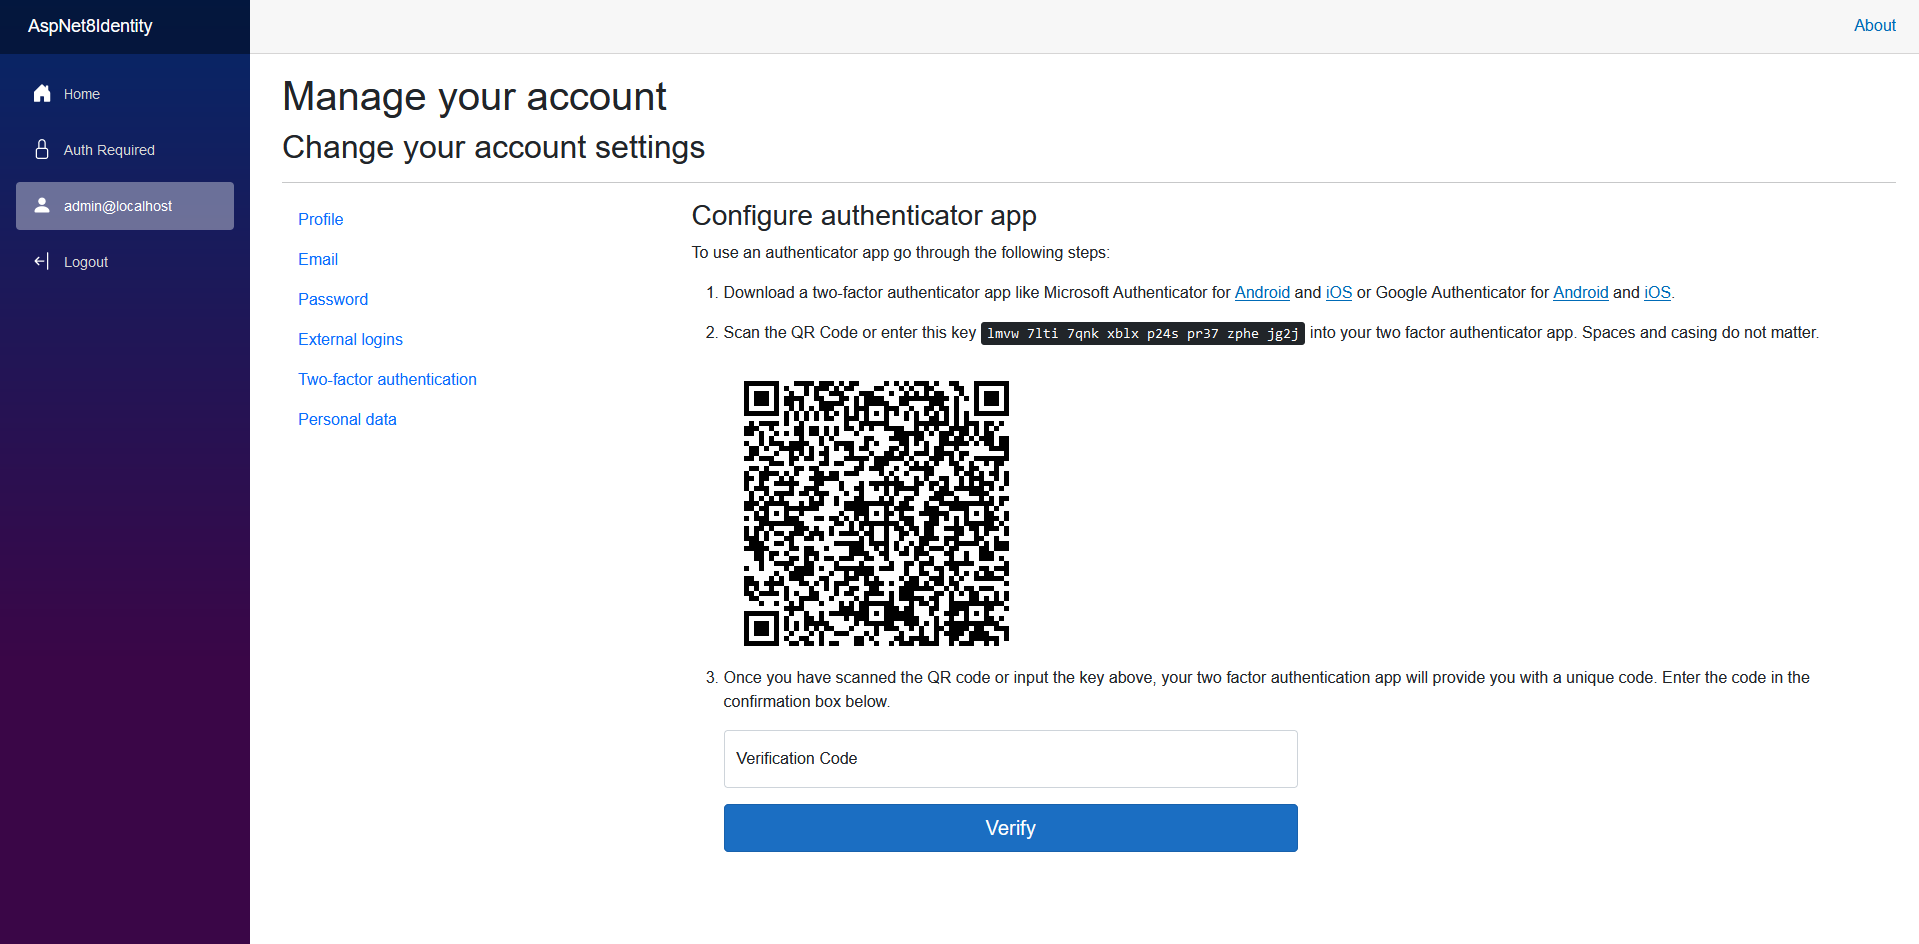 AspNet8Identity
About
Home
Auth Required
admin@localhost
Logout
Manage your account
Change your account settings
Profile
Email
Password
External logins
Two-factor authentication
Personal data
Configure authenticator app
To use an authenticator app go through the following steps:
1. Download a two-factor authenticator app like Microsoft Authenticator for Android and iOS or Google Authenticator for Android and iOS.
2. Scan the QR Code or enter this key lmvw 7lti 7qnk xblx p24s pr37 zphe jg2j into your two factor authenticator app. Spaces and casing do not matter.
3. Once you have scanned the QR code or input the key above, your two factor authentication app will provide you with a unique code. Enter the code in the
confirmation box below.
Verification Code
Verify